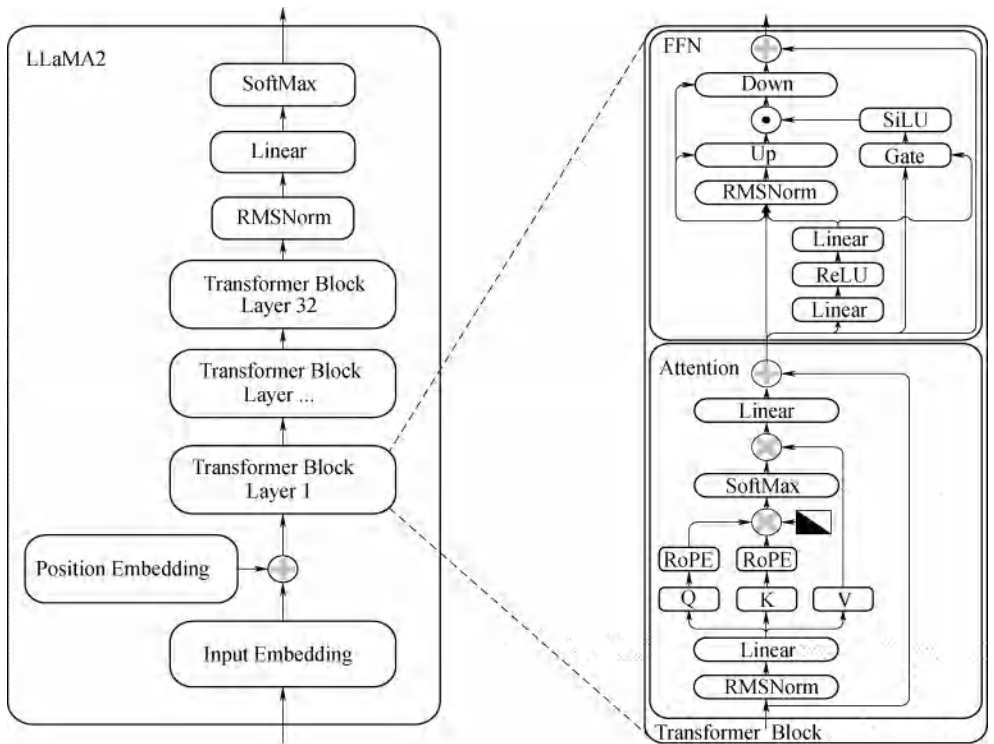 LLaMA2
SoftMax
Linear
RMSNorm
Transformer Block
Layer 32
Transformer Block
Layer ...
Transformer Block
Layer 1
Position Embedding
Input Embedding
FFN
Down
SiLU
Up
Gate
RMSNorm
Linear
ReLU
Linear
Attention
Linear
SoftMax
RoPE
RoPE
Q
K
V
Linear
RMSNorm
Transformer Block